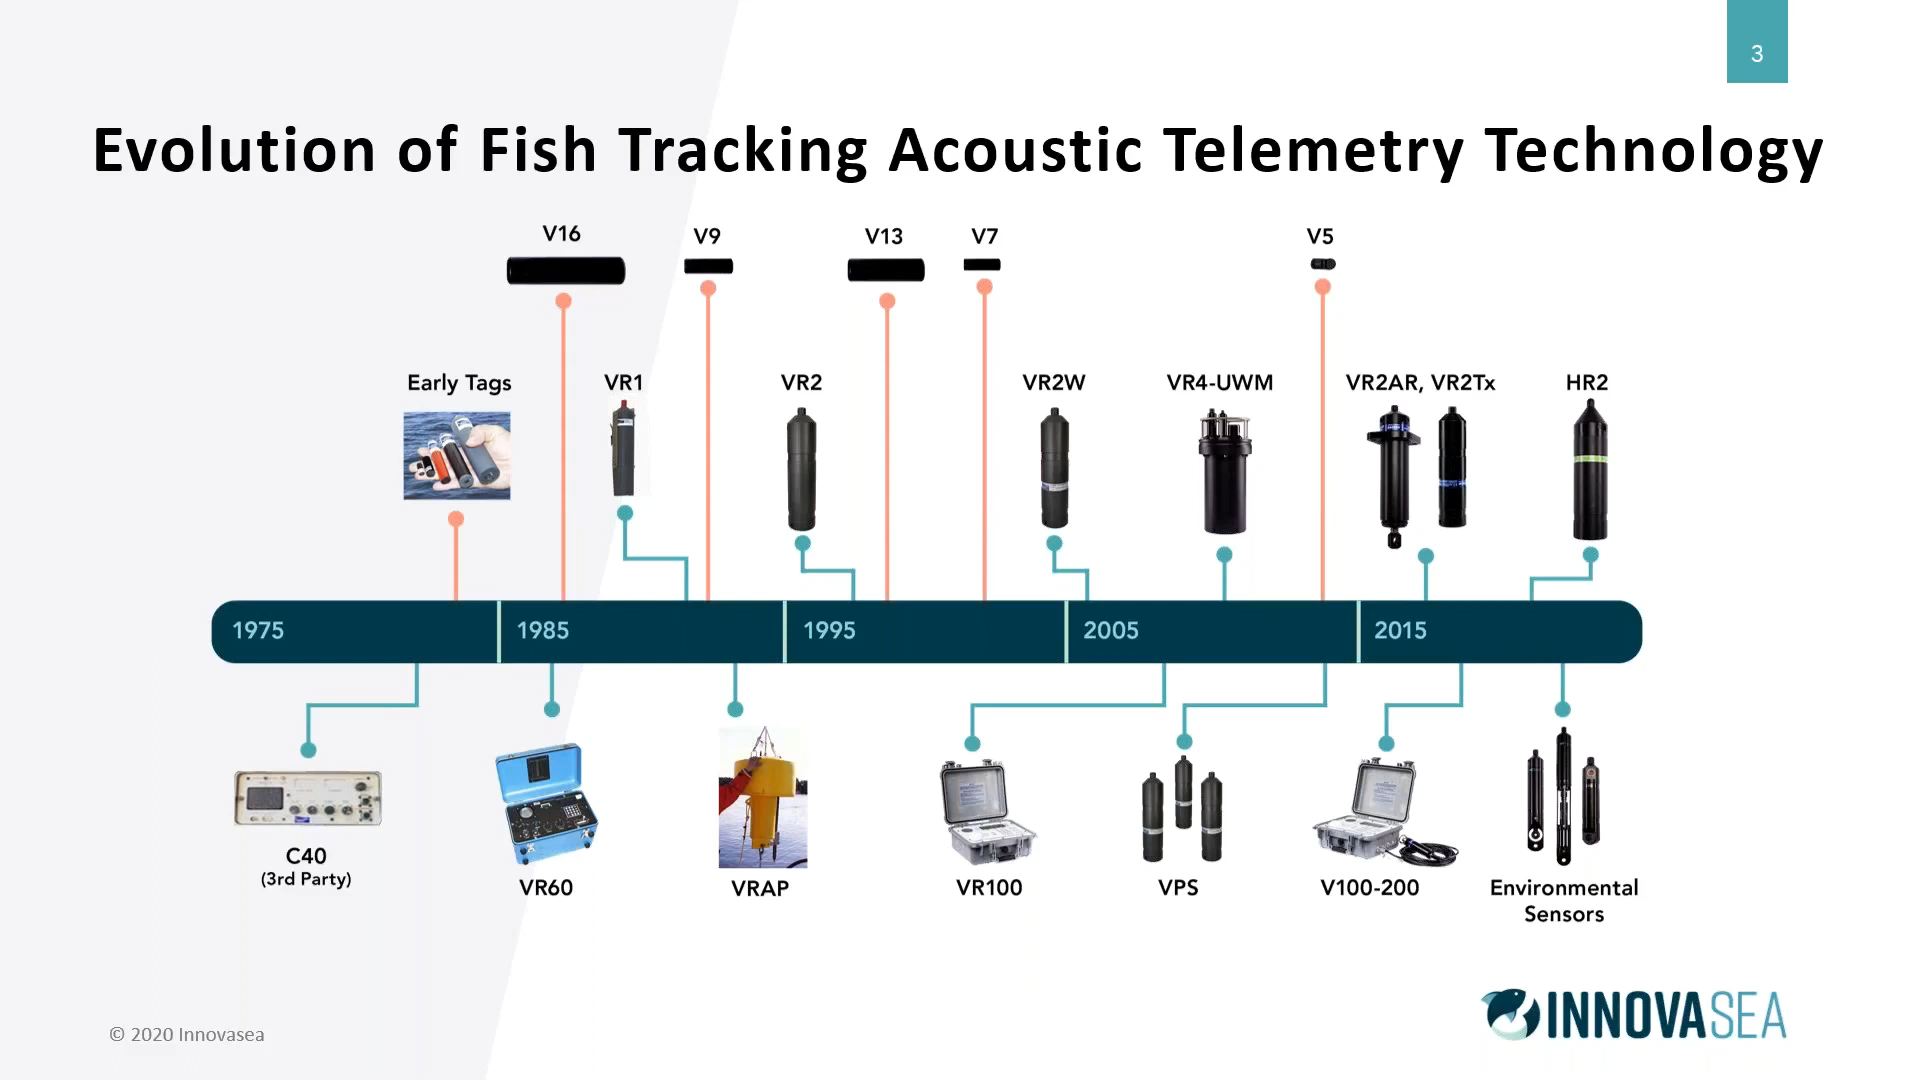 3
Evolution of Fish Tracking Acoustic Telemetry Technology
V16
V9
V13
V7
V5
Early Tags
VR1
VR2
VR2W
VR4-UWM
VR2AR, VR2Tx
HR2
1975
1985
1995
2005
2015
C40
(3rd Party)
VR60
VRAP
VR100
VPS
V100-200
Environmental
Sensors
© 2020 Innovasea
INNOVASEA